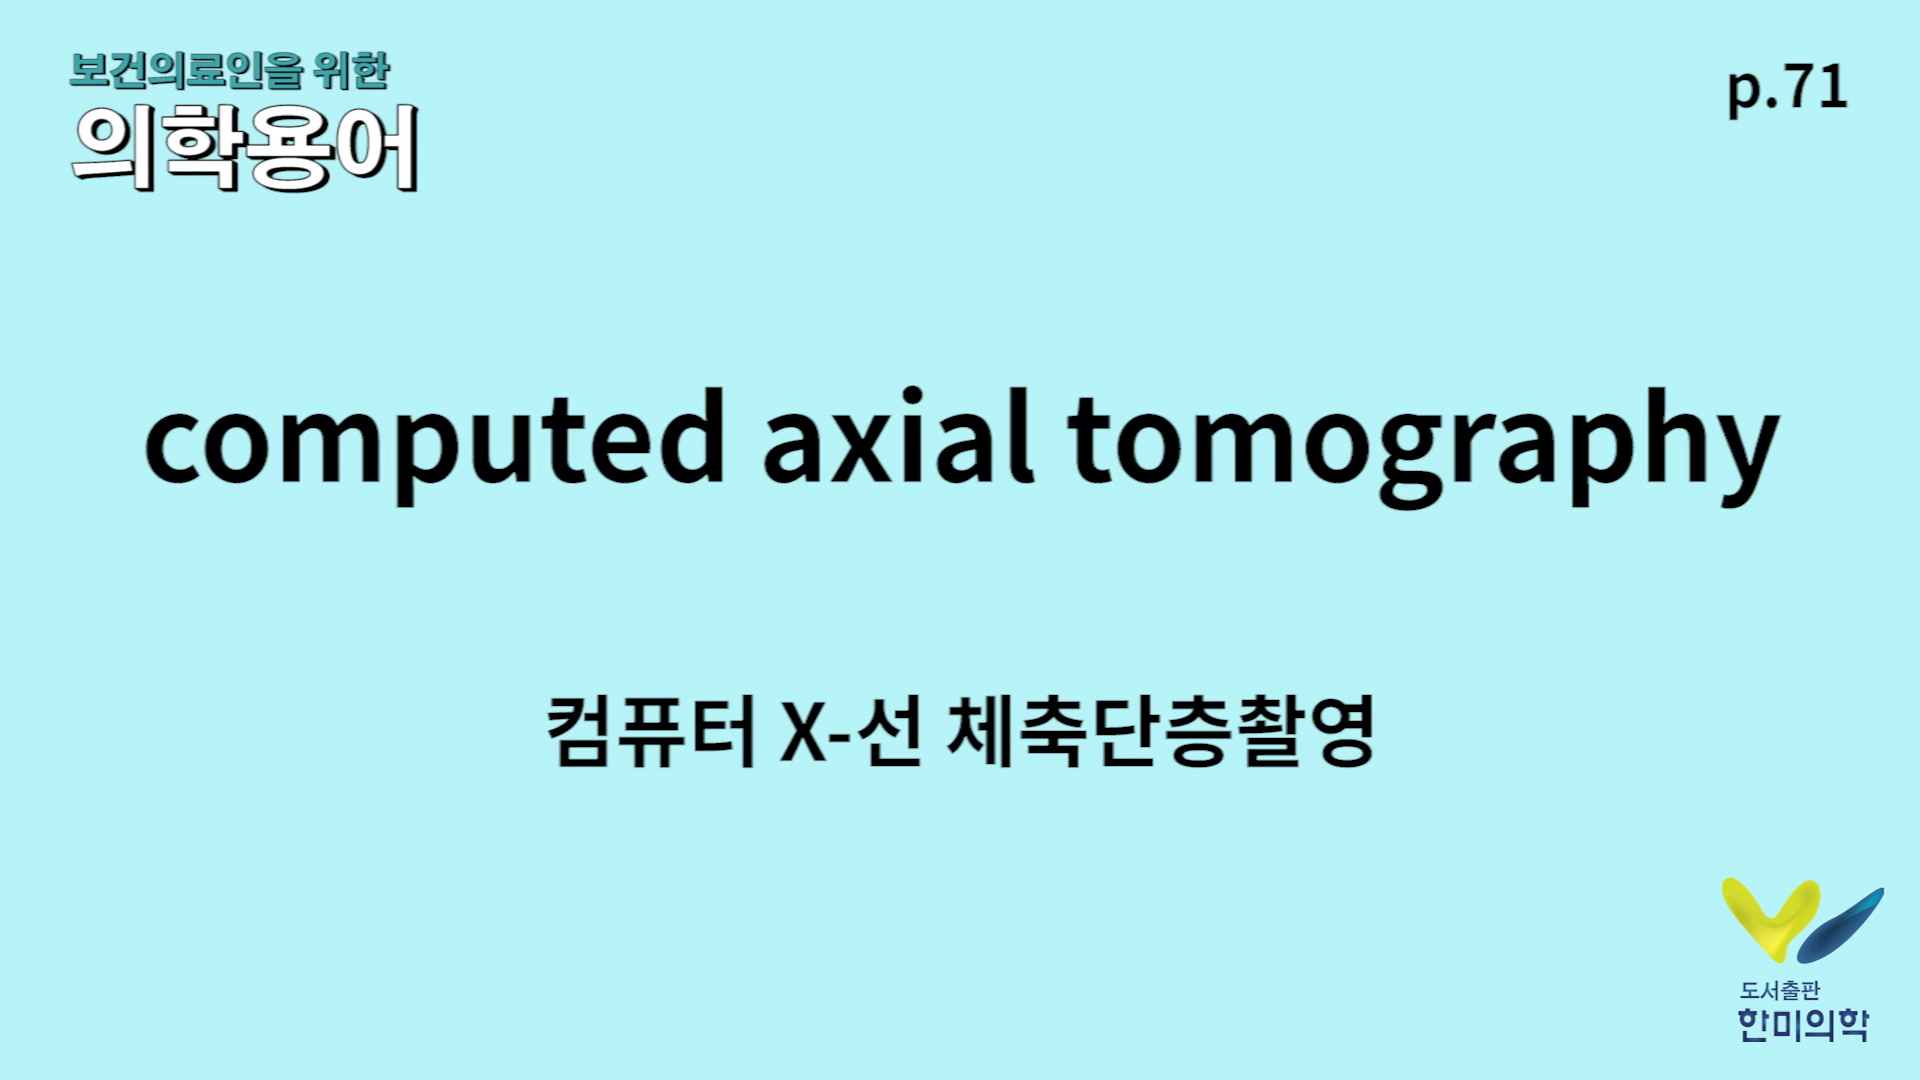 보건의료인을 위한
의학용어
p.71
computed axial tomography
컴퓨터 X-선 체축단층촬영
도서출판
한미의학